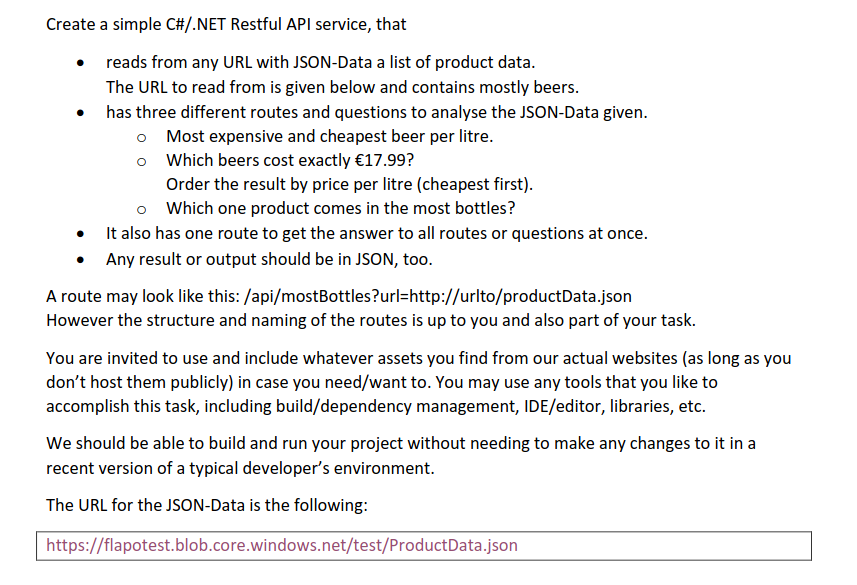 Create a simple C#/.NET Restful API service, that
• reads from any URL with JSON-Data a list of product data.
The URL to read from is given below and contains mostly beers.
• has three different routes and questions to analyse the JSON-Data given.
o Most expensive and cheapest beer per litre.
o Which beers cost exactly €17.99?
Order the result by price per litre (cheapest first).
o Which one product comes in the most bottles?
• It also has one route to get the answer to all routes or questions at once.
• Any result or output should be in JSON, too.
A route may look like this: /api/mostBottles?url=http://urlto/productData.json
However the structure and naming of the routes is up to you and also part of your task.
You are invited to use and include whatever assets you find from our actual websites (as long as you
don’t host them publicly) in case you need/want to. You may use any tools that you like to
accomplish this task, including build/dependency management, IDE/editor, libraries, etc.
We should be able to build and run your project without needing to make any changes to it in a
recent version of a typical developer’s environment.
The URL for the JSON-Data is the following:
https://flapotest.blob.core.windows.net/test/ProductData.json